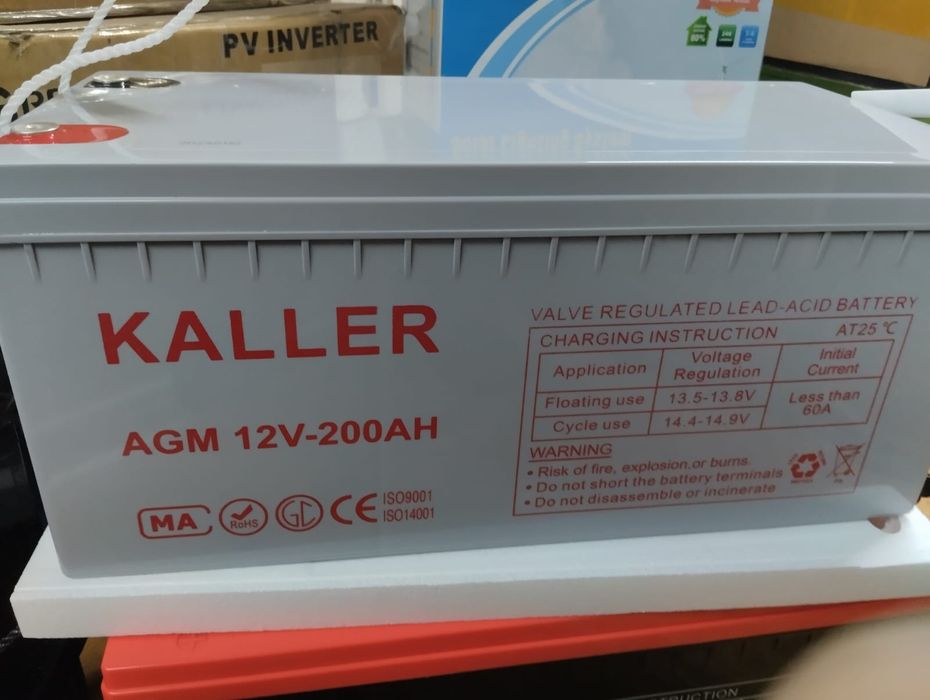 PV INVERTER
80%
KALLER
AGM 12V-200AH
MA
RoHS
GC
CE
ISO9001
ISO14001
VALVE REGULATED LEAD-ACID BATTERY
CHARGING INSTRUCTION AT25 ℃
Application Voltage Regulation Initial Current
Floating use 13.5-13.8V Less than 60A
Cycle use 14.4-14.9V
WARNING
• Risk of fire, explosion,or burns.
• Do not short the battery terminals
• Do not disassemble or incinerate
Pb